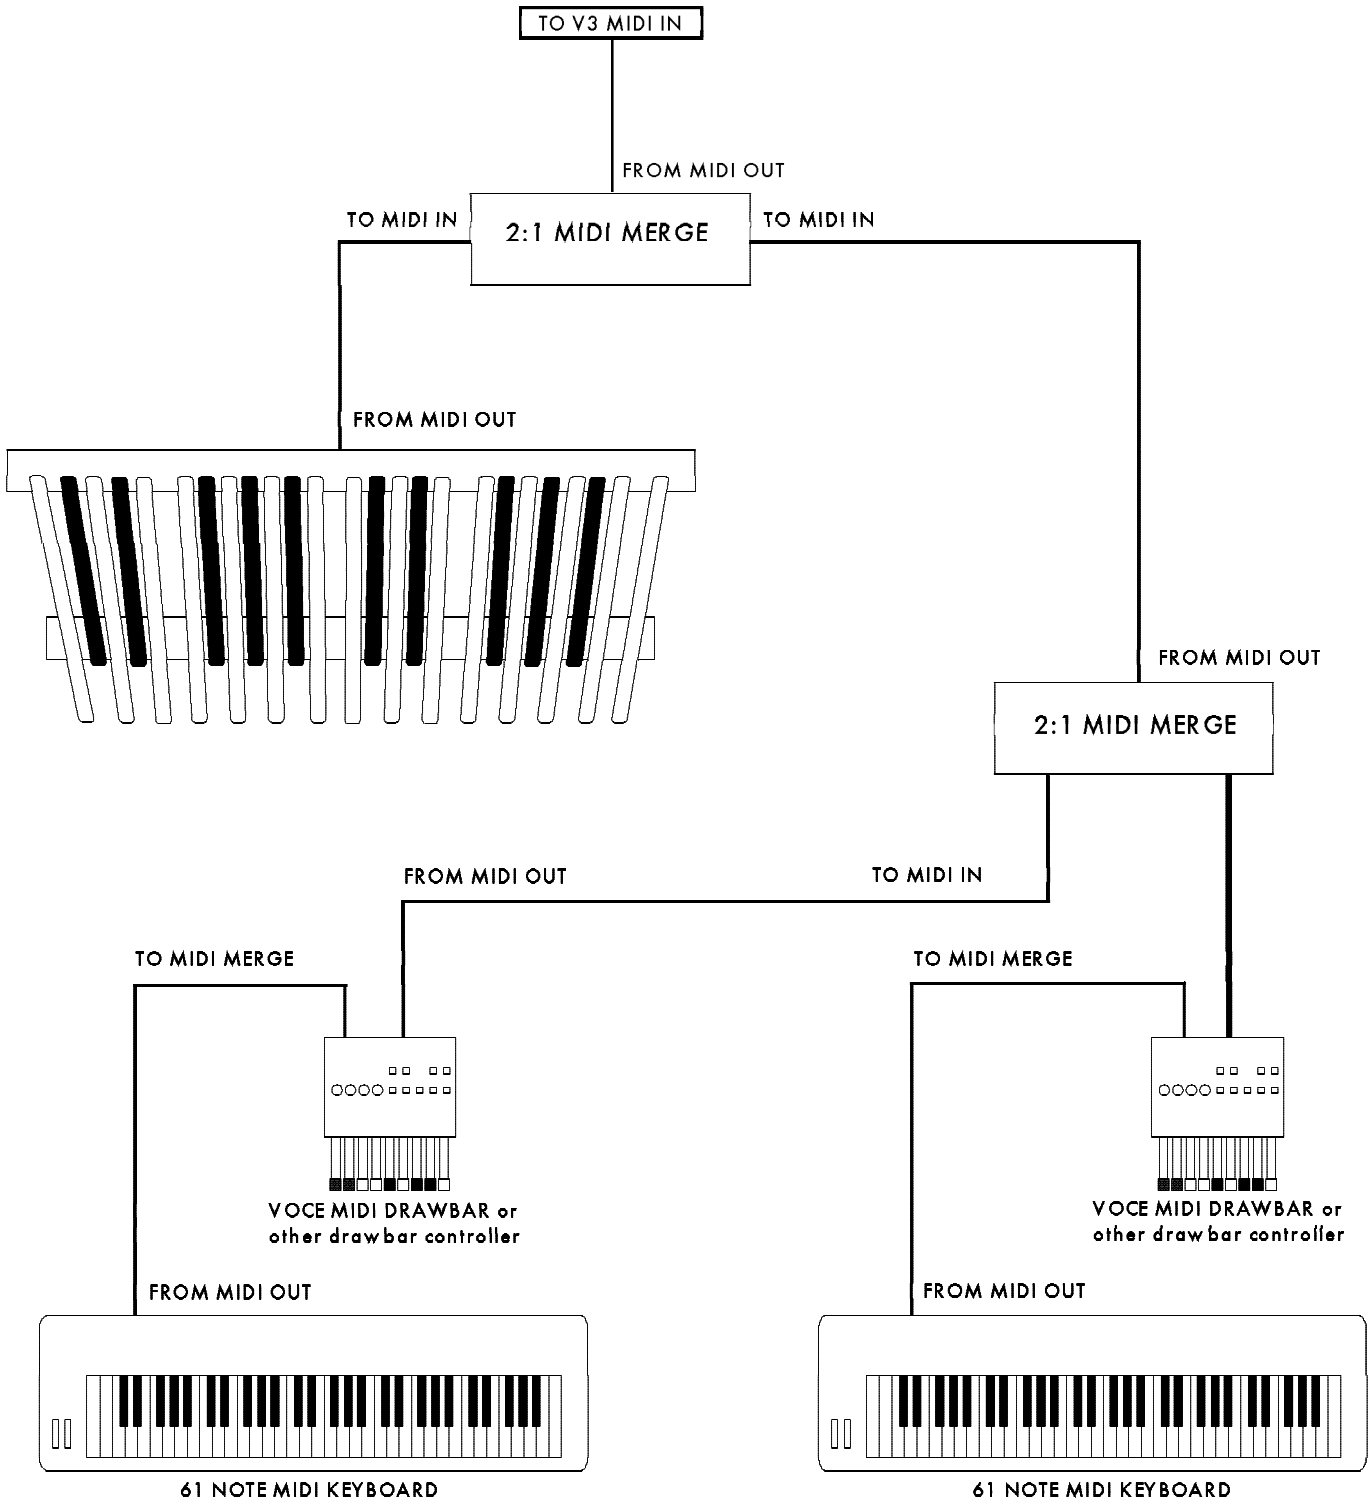 TO V3 MIDI IN
FROM MIDI OUT
TO MIDI IN
2:1 MIDI MERGE
TO MIDI IN
FROM MIDI OUT
FROM MIDI OUT
2:1 MIDI MERGE
FROM MIDI OUT
TO MIDI IN
TO MIDI MERGE
TO MIDI MERGE
VOCE MIDI DRAWBAR or
other drawbar controller
VOCE MIDI DRAWBAR or
other drawbar controller
FROM MIDI OUT
FROM MIDI OUT
61 NOTE MIDI KEYBOARD
61 NOTE MIDI KEYBOARD